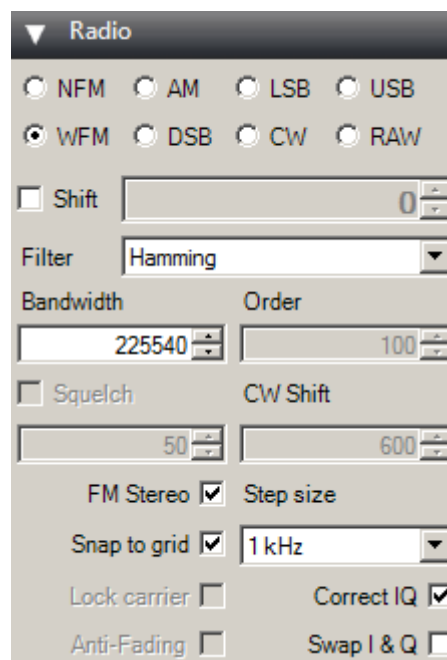 Radio
NFM AM LSB USB
WFM DSB CW RAW
Shift 0
Filter Hamming
Bandwidth Order
225540 100
Squelch CW Shift
50 600
FM Stereo Step size
Snap to grid 1 kHz
Lock carrier Correct IQ
Anti-Fading Swap I & Q